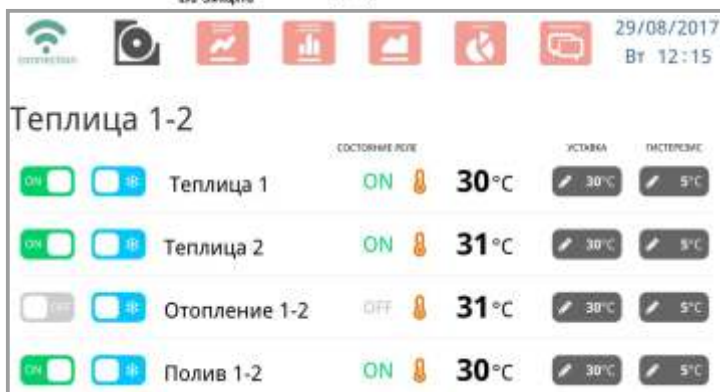 29/08/2017
connection
Вт 12:15
Теплица 1-2
СОСТОЯНИЕ РЕЛЕ УСТАВКА ГИСТЕРЕЗИС
ON Теплица 1 ON 30°C 30°C 5°C
ON Теплица 2 ON 31°C 30°C 5°C
OFF Отопление 1-2 OFF 31°C 30°C 5°C
ON Полив 1-2 ON 30°C 30°C 5°C